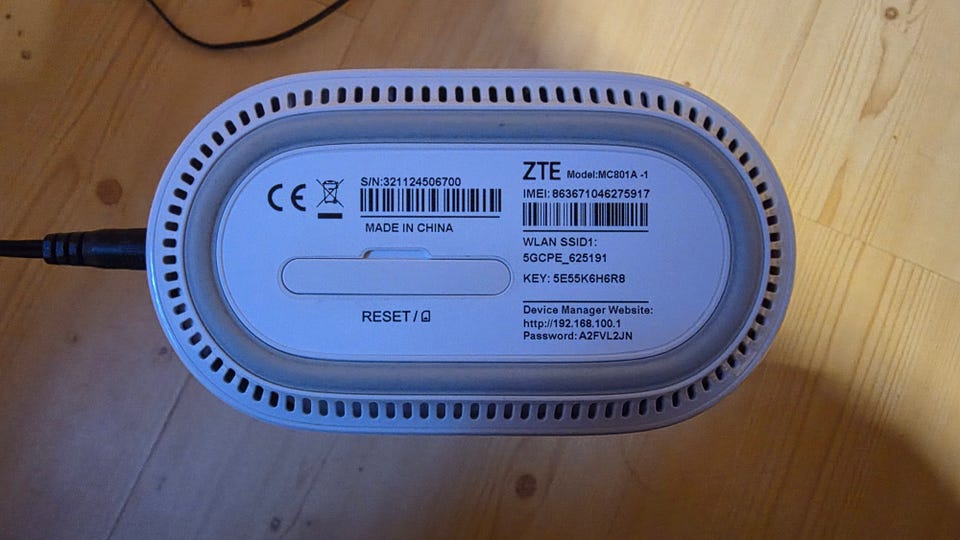 S/N:321124506700
MADE IN CHINA
RESET /
ZTE Model:MC801A -1
IMEI: 863671046275917
WLAN SSID1:
5GCPE_625191
KEY: 5E55K6H6R8
Device Manager Website:
http://192.168.100.1
Password: A2FVL2JN